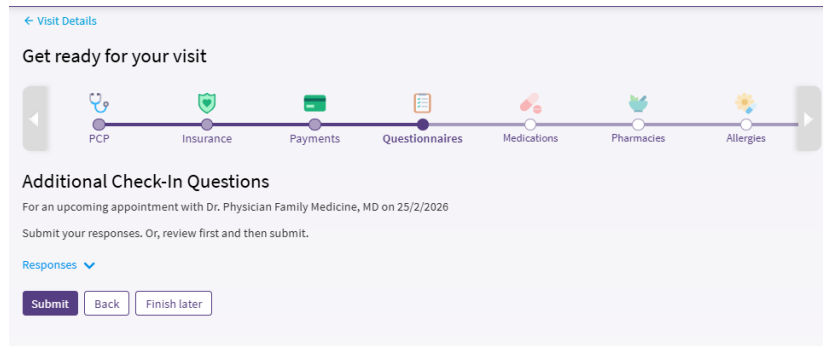 ← Visit Details
Get ready for your visit
PCP Insurance Payments Questionnaires Medications Pharmacies Allergies
Additional Check-In Questions
For an upcoming appointment with Dr. Physician Family Medicine, MD on 25/2/2026
Submit your responses. Or, review first and then submit.
Responses
Submit Back Finish later